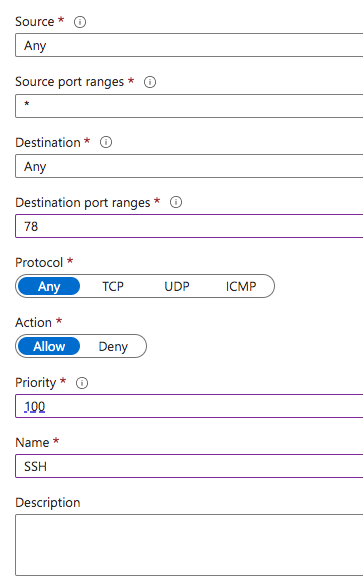 Source *
Any
Source port ranges *
*
Destination *
Any
Destination port ranges *
78
Protocol *
Any TCP UDP ICMP
Action *
Allow Deny
Priority *
100
Name *
SSH
Description